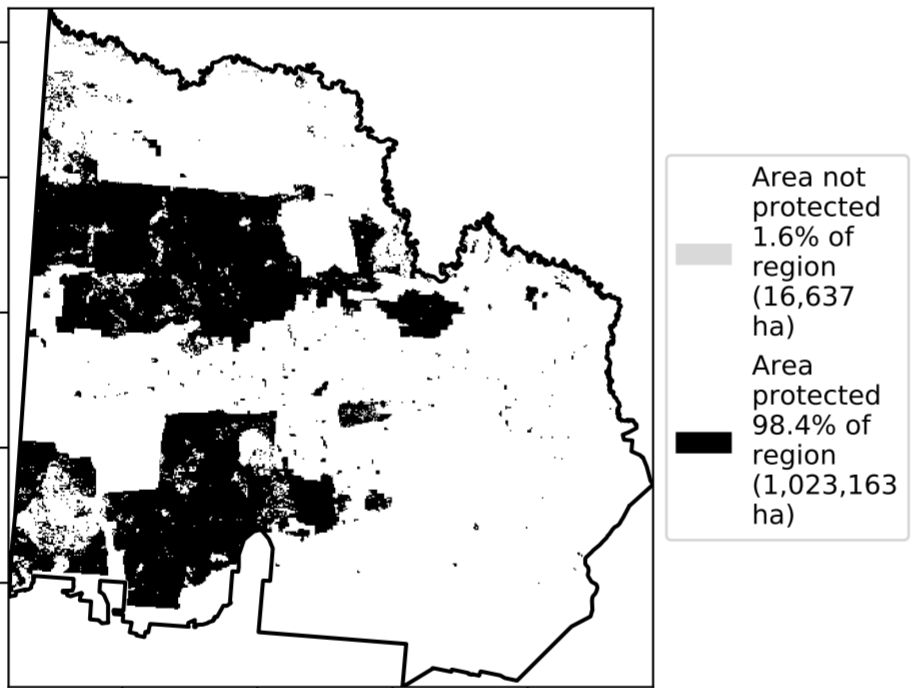 Area not
protected
1.6% of
region
(16,637
ha)
Area
protected
98.4% of
region
(1,023,163
ha)